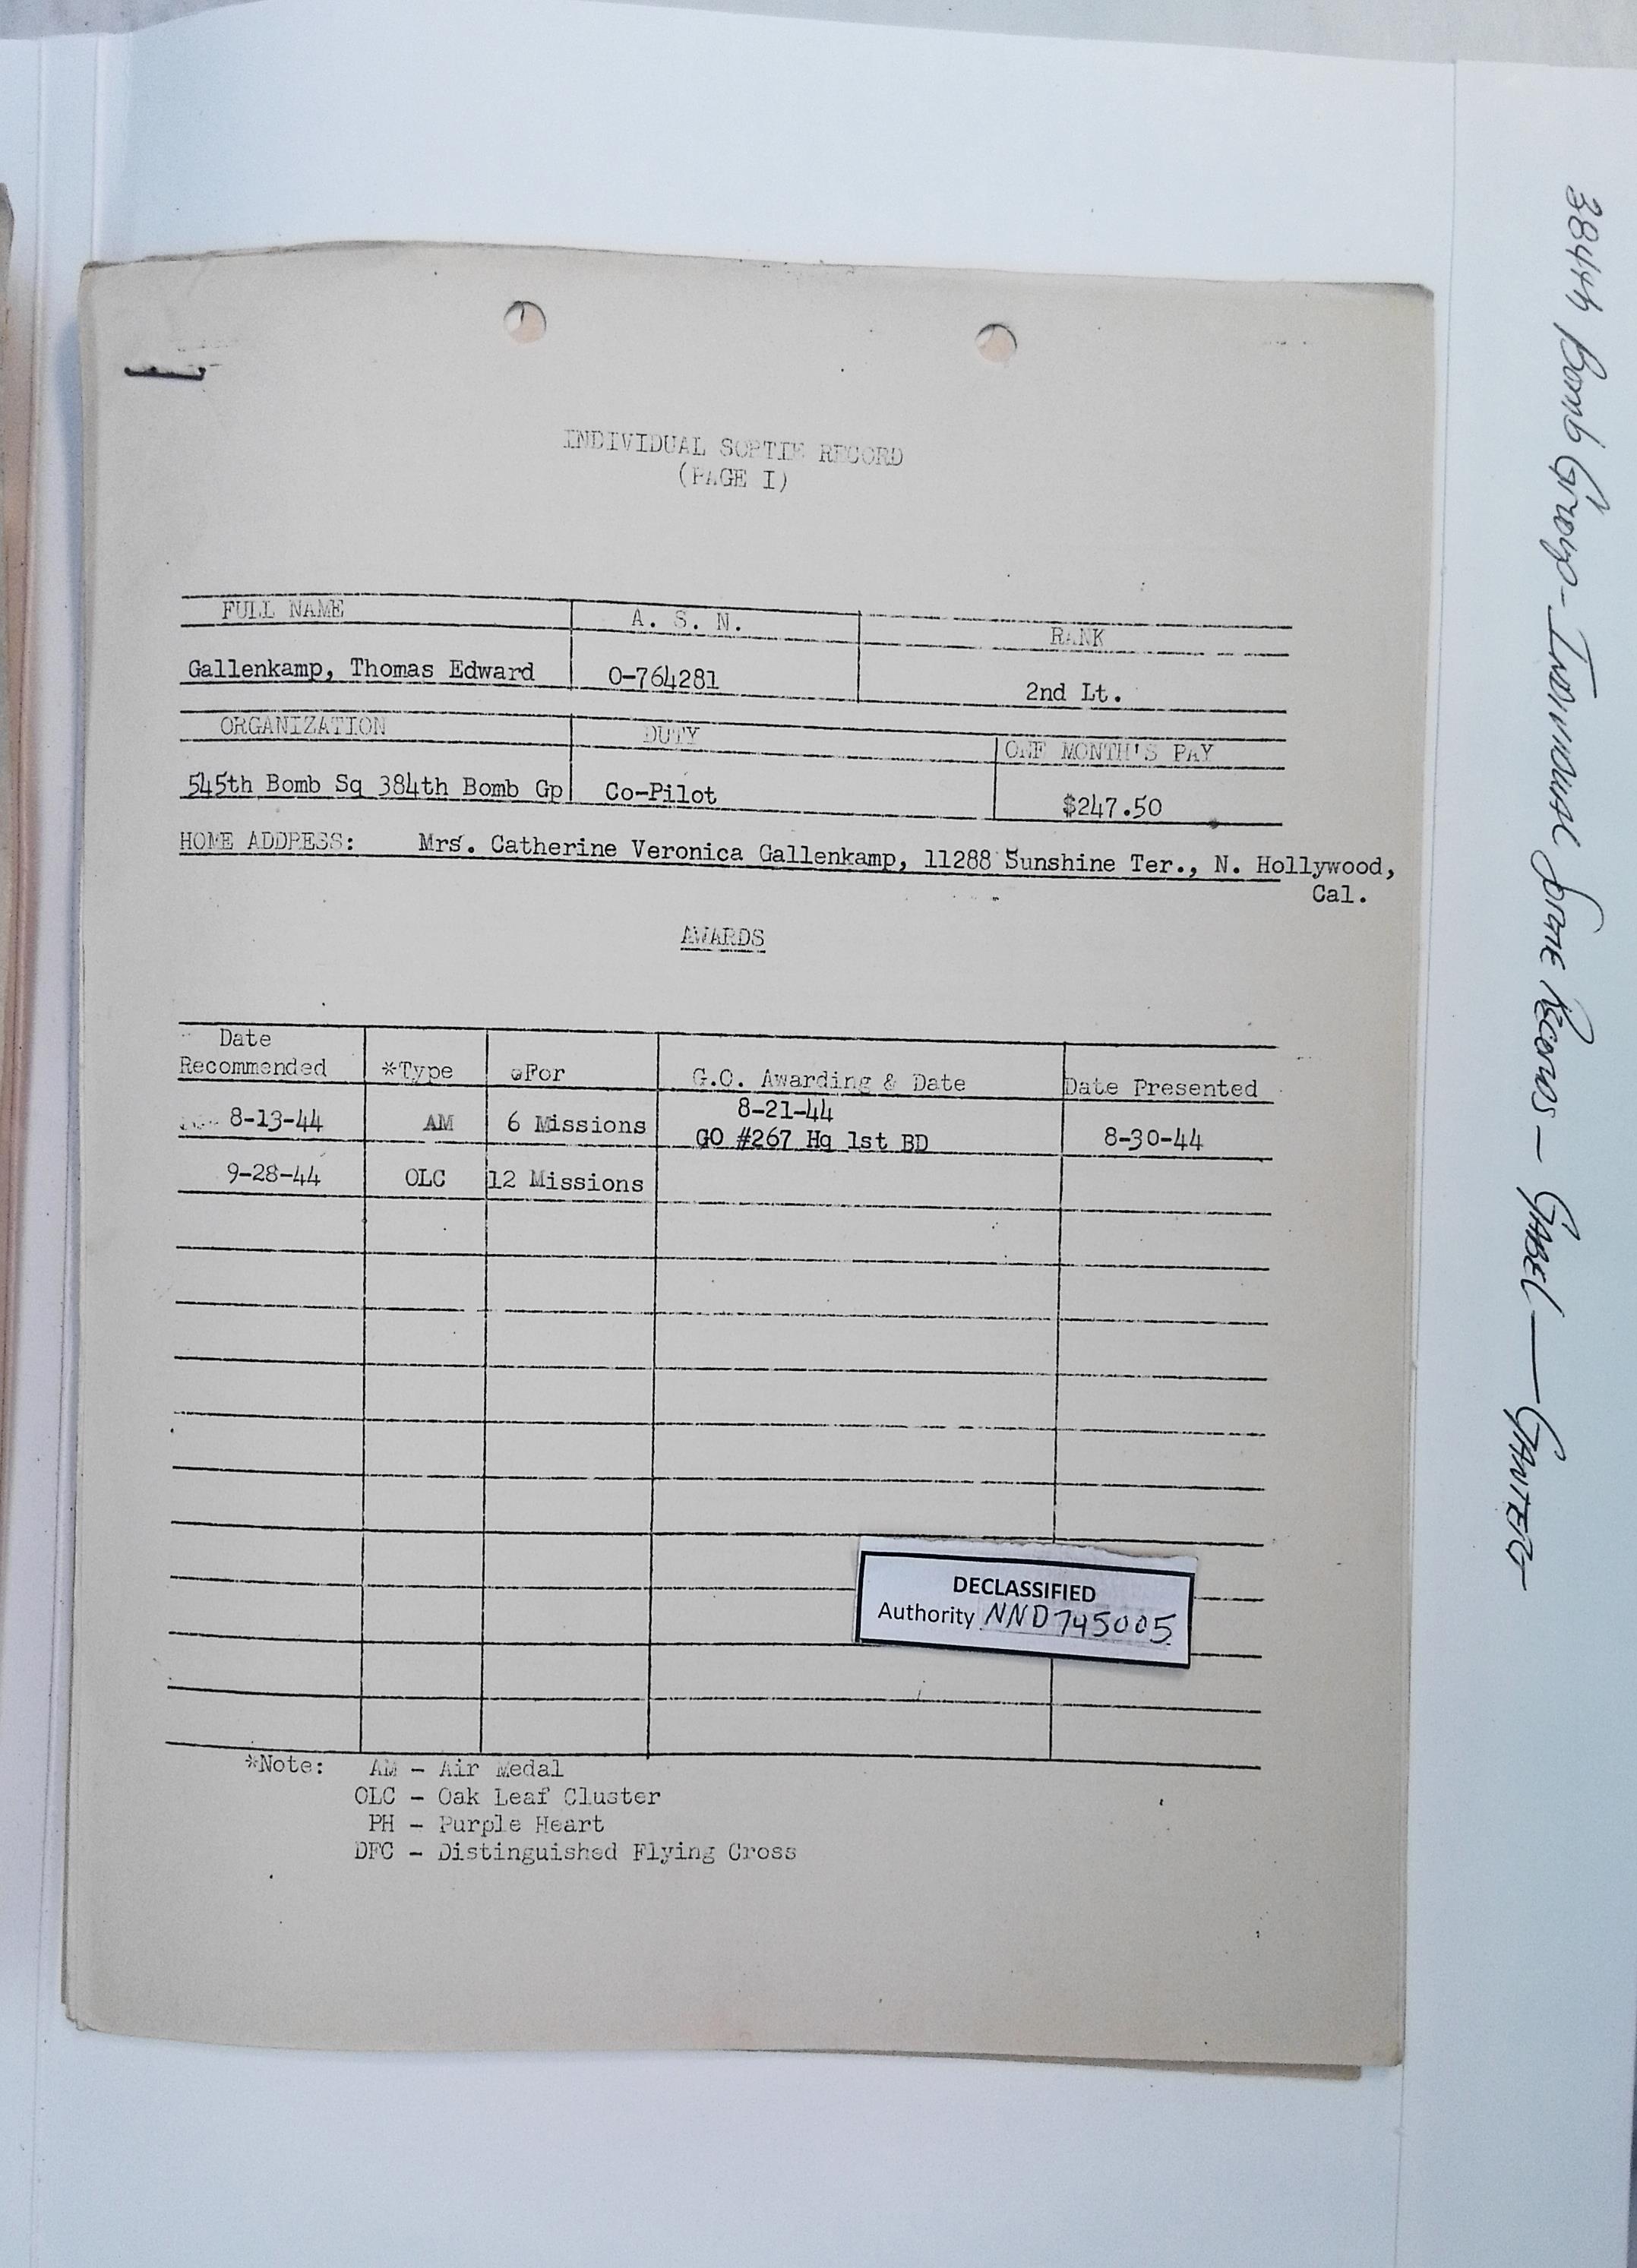 INDIVIDUAL SORTIE RECORD
(PAGE I)
FULL NAME A. S. N. RANK
Gallenkamp, Thomas Edward 0-764281 2nd Lt.
ORGANIZATION DUTY ONE MONTH'S PAY
545th Bomb Sq 384th Bomb Gp Co-Pilot $247.50
HOME ADDRESS: Mrs. Catherine Veronica Gallenkamp, 11288 Sunshine Ter., N. Hollywood,
Cal.
AWARDS
Date
Recommended *Type For G.O. Awarding & Date Date Presented
8-21-44
8-13-44 AM 6 Missions GO #267 Hq 1st BD 8-30-44
9-28-44 OLC 12 Missions
DECLASSIFIED
Authority NND745005
*Note: AM - Air Medal
OLC - Oak Leaf Cluster
PH - Purple Heart
DFC - Distinguished Flying Cross
384th Bomb Group - Individual Sortie Records - GABEL — GANTERS